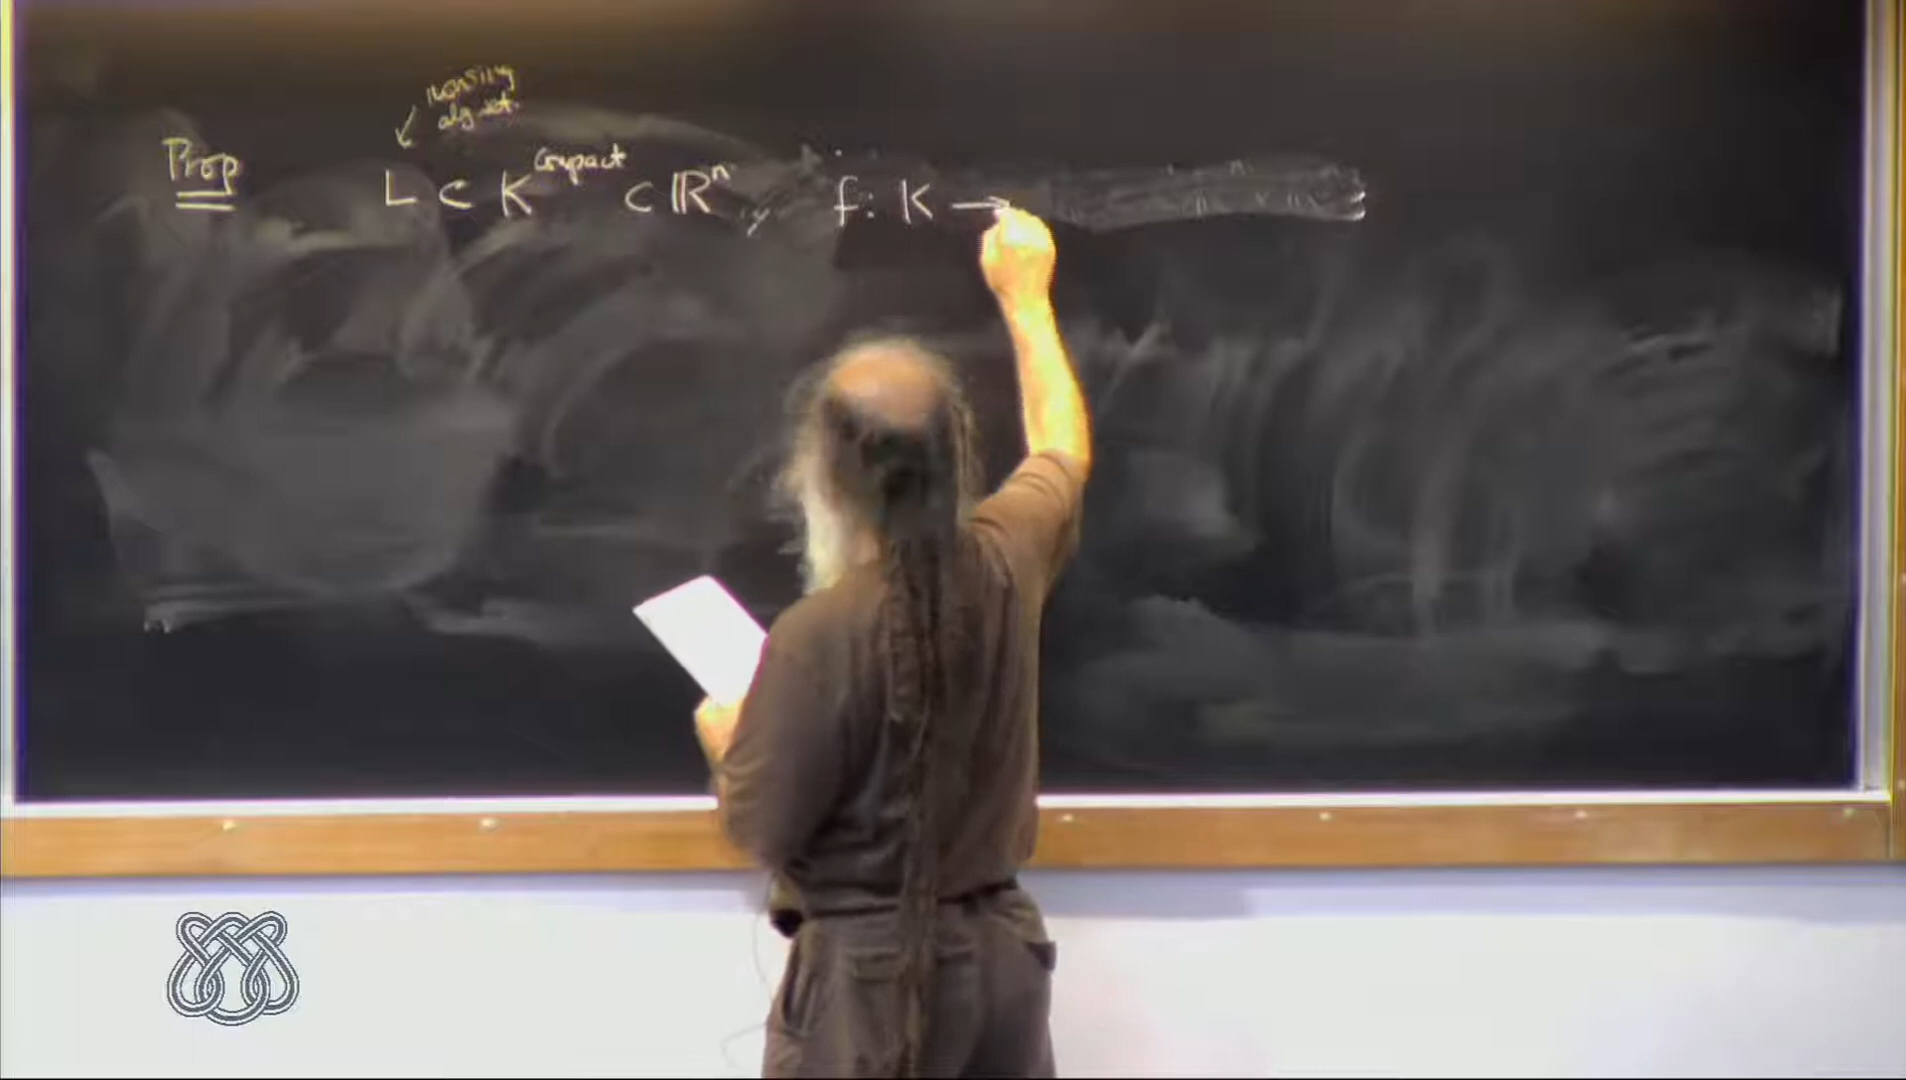 nonsing
alg set.
Prop L ⊂ K compact ⊂ ℝⁿ, f: K →